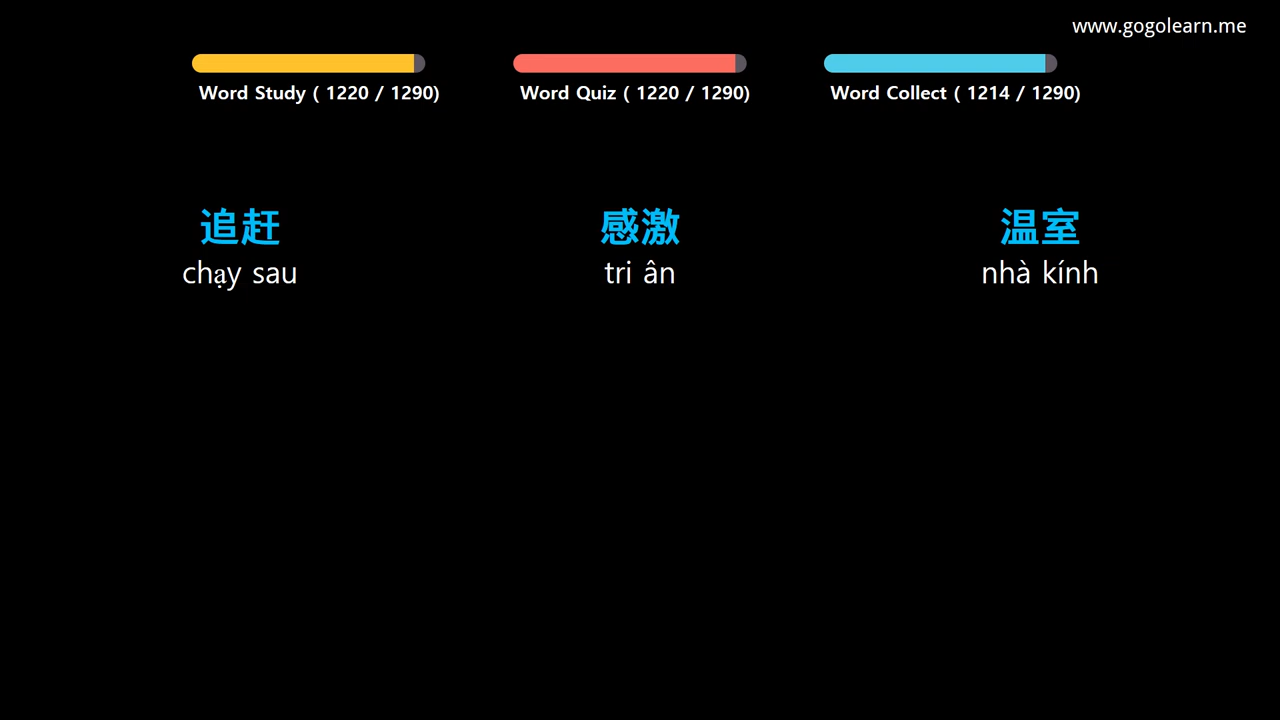 www.gogolearn.me
Word Study ( 1220 / 1290)
Word Quiz ( 1220 / 1290)
Word Collect ( 1214 / 1290)
追赶
感激
温室
chạy sau
tri ân
nhà kính